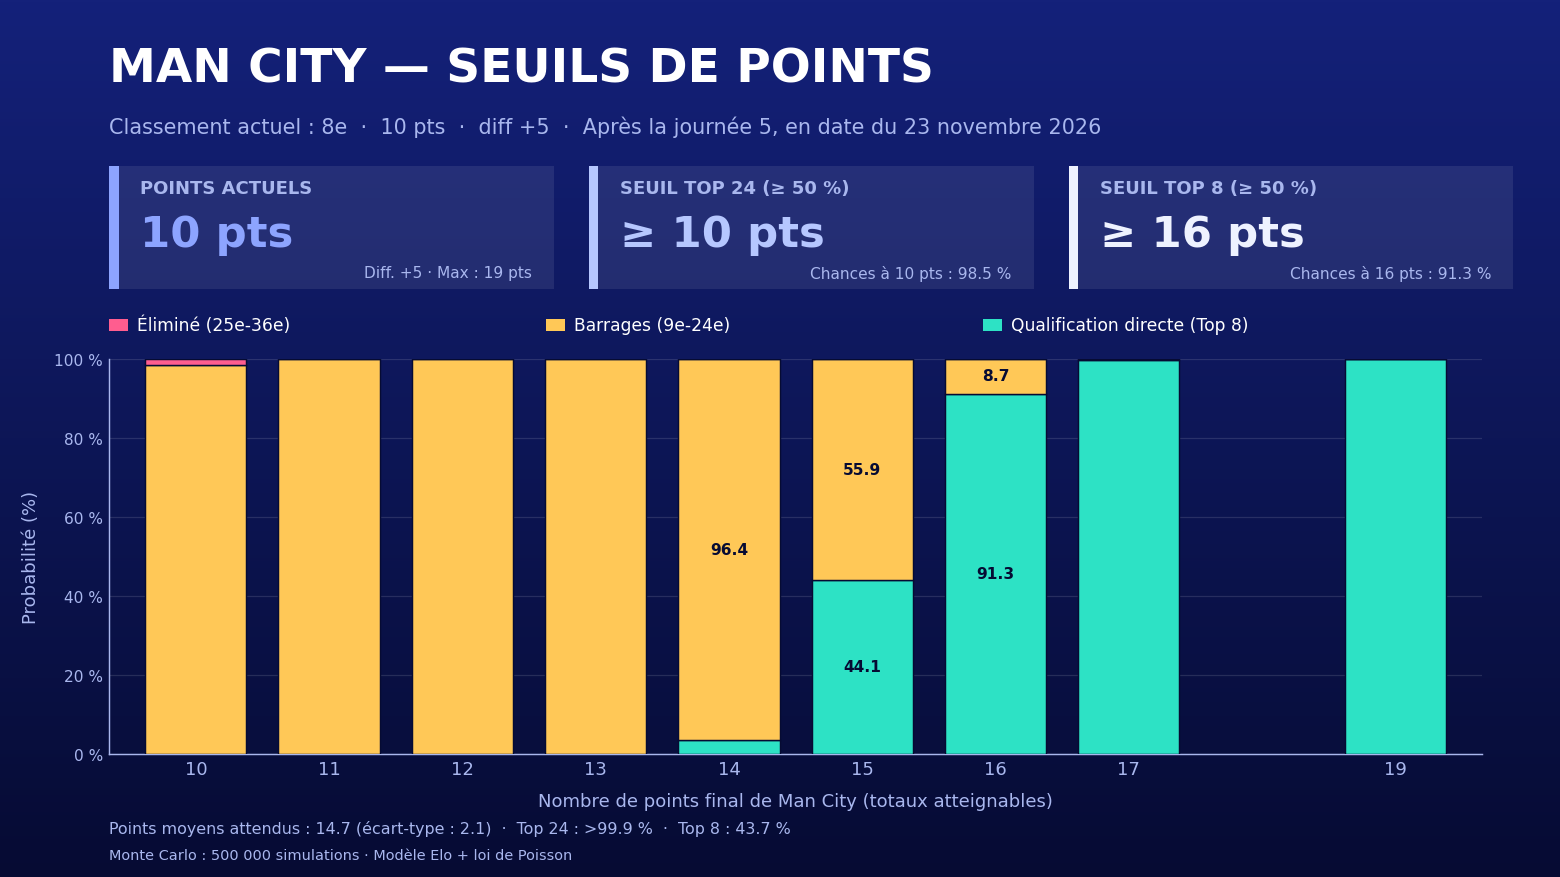 MAN CITY — SEUILS DE POINTS
Classement actuel : 8e · 10 pts · diff +5 · Après la journée 5, en date du 23 novembre 2026
POINTS ACTUELS
10 pts
Diff. +5 · Max : 19 pts
SEUIL TOP 24 (≥ 50 %)
≥ 10 pts
Chances à 10 pts : 98.5 %
SEUIL TOP 8 (≥ 50 %)
≥ 16 pts
Chances à 16 pts : 91.3 %
Éliminé (25e-36e)
Barrages (9e-24e)
Qualification directe (Top 8)
Probabilité (%)
100 %
80 %
60 %
40 %
20 %
0 %
96.4
55.9
44.1
8.7
91.3
10 11 12 13 14 15 16 17 19
Nombre de points final de Man City (totaux atteignables)
Points moyens attendus : 14.7 (écart-type : 2.1) · Top 24 : >99.9 % · Top 8 : 43.7 %
Monte Carlo : 500 000 simulations · Modèle Elo + loi de Poisson